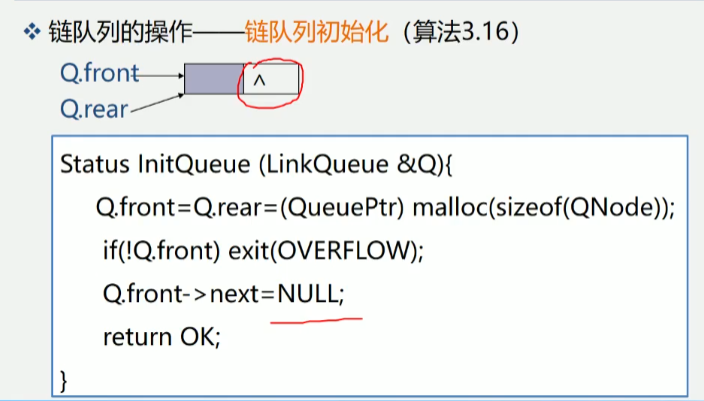 ❖ 链队列的操作——链队列初始化（算法3.16）
Q.front
^
Q.rear
Status InitQueue (LinkQueue &Q){
Q.front=Q.rear=(QueuePtr) malloc(sizeof(QNode));
if(!Q.front) exit(OVERFLOW);
Q.front->next=NULL;
return OK;
}